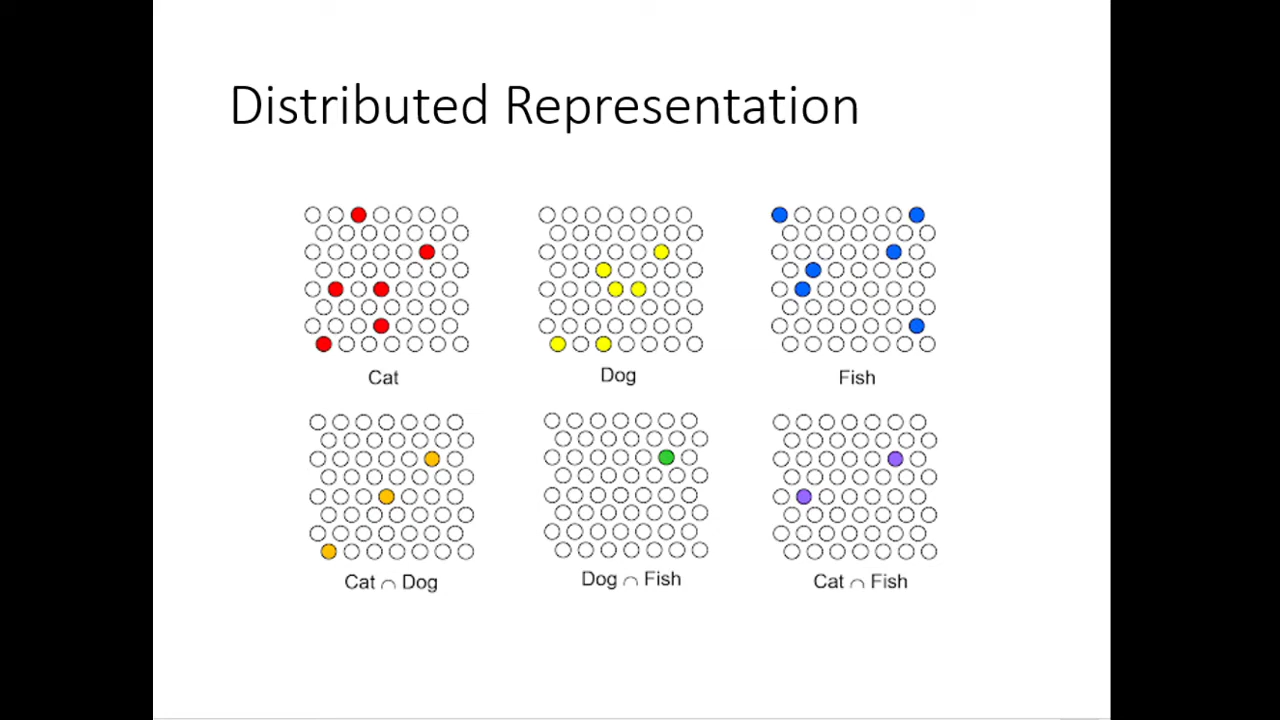 Distributed Representation
Cat
Dog
Fish
Cat ∩ Dog
Dog ∩ Fish
Cat ∩ Fish